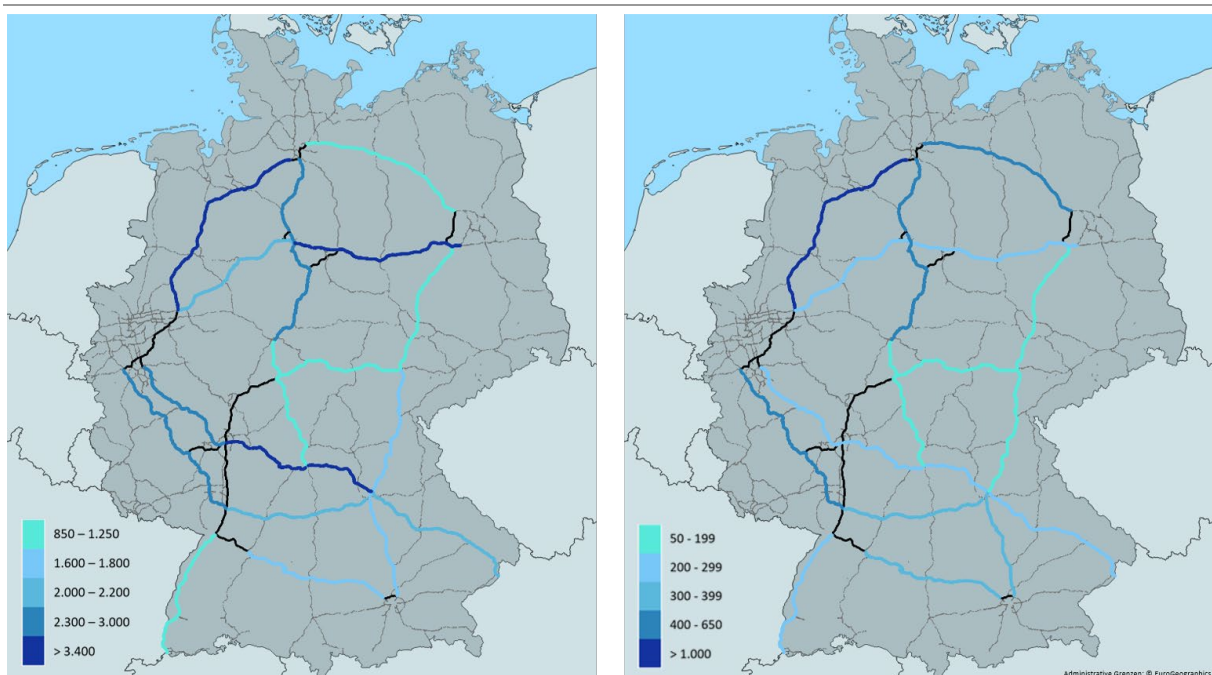 850 – 1.250
1.600 – 1.800
2.000 – 2.200
2.300 – 3.000
> 3.400
50 - 199
200 - 299
300 - 399
400 - 650
> 1.000
Administrative Grenzen: © EuroGeographics